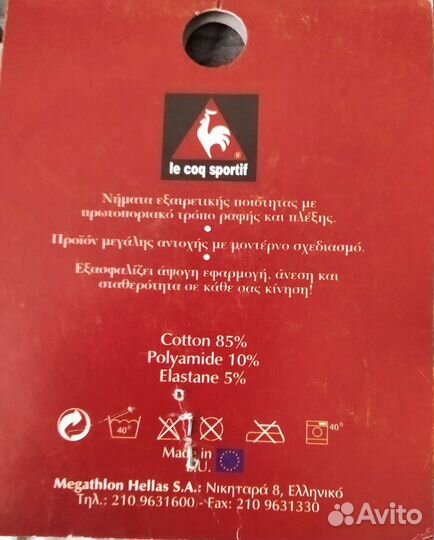 le coq sportif
Νήματα εξαιρετικής ποιότητας με
πρωτοποριακό τρόπο ραφής και πλέξης.
Προϊόν μεγάλης αντοχής με μοντέρνο σχεδιασμό.
Εξασφαλίζει άψογη εφαρμογή, άνεση και
σταθερότητα σε κάθε σας κίνηση!
Cotton 85%
Polyamide 10%
Elastane 5%
40° 40°
Made in
E.U.
Megathlon Hellas S.A.: Νικηταρά 8, Ελληνικό
Τηλ.: 210 9631600 - Fax: 210 9631330
Avito